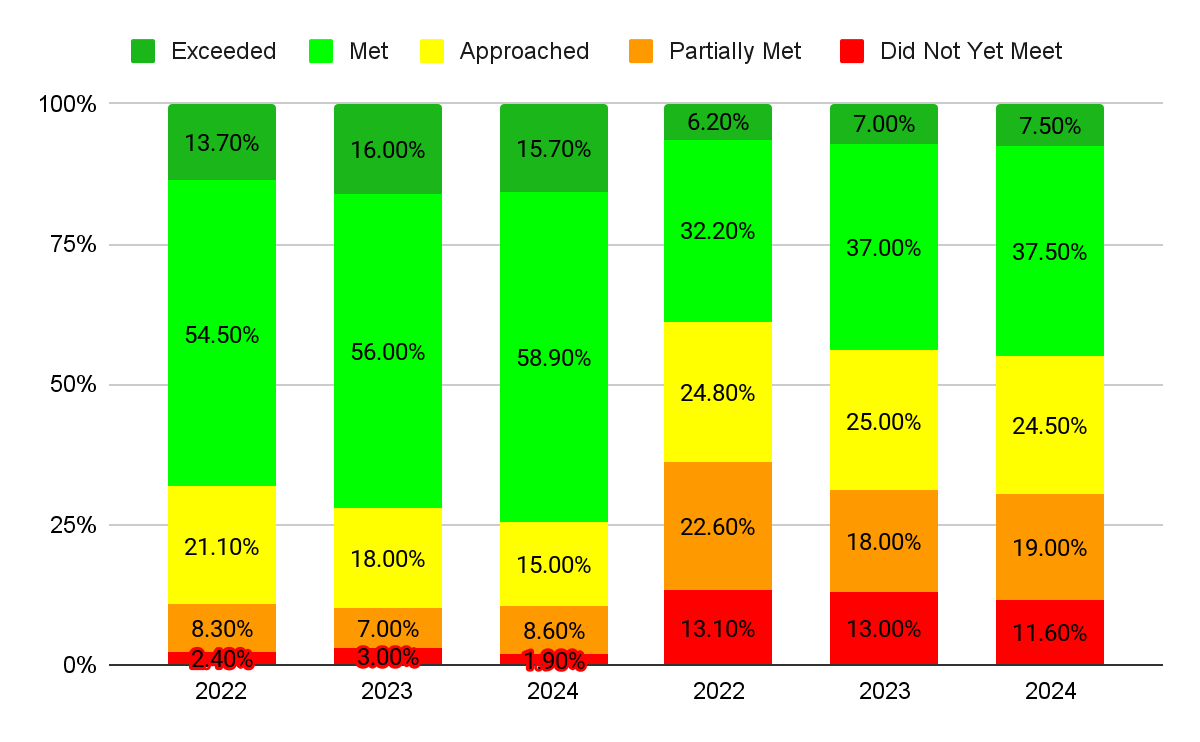 Exceeded Met Approached Partially Met Did Not Yet Meet
100%
13.70% 16.00% 15.70% 6.20% 7.00% 7.50%
75%
54.50% 56.00% 58.90% 32.20% 37.00% 37.50%
50%
24.80% 25.00% 24.50%
25%
21.10% 18.00% 15.00% 22.60% 18.00% 19.00%
8.30% 7.00% 8.60% 13.10% 13.00% 11.60%
2.40% 3.00% 1.90%
0%
2022 2023 2024 2022 2023 2024